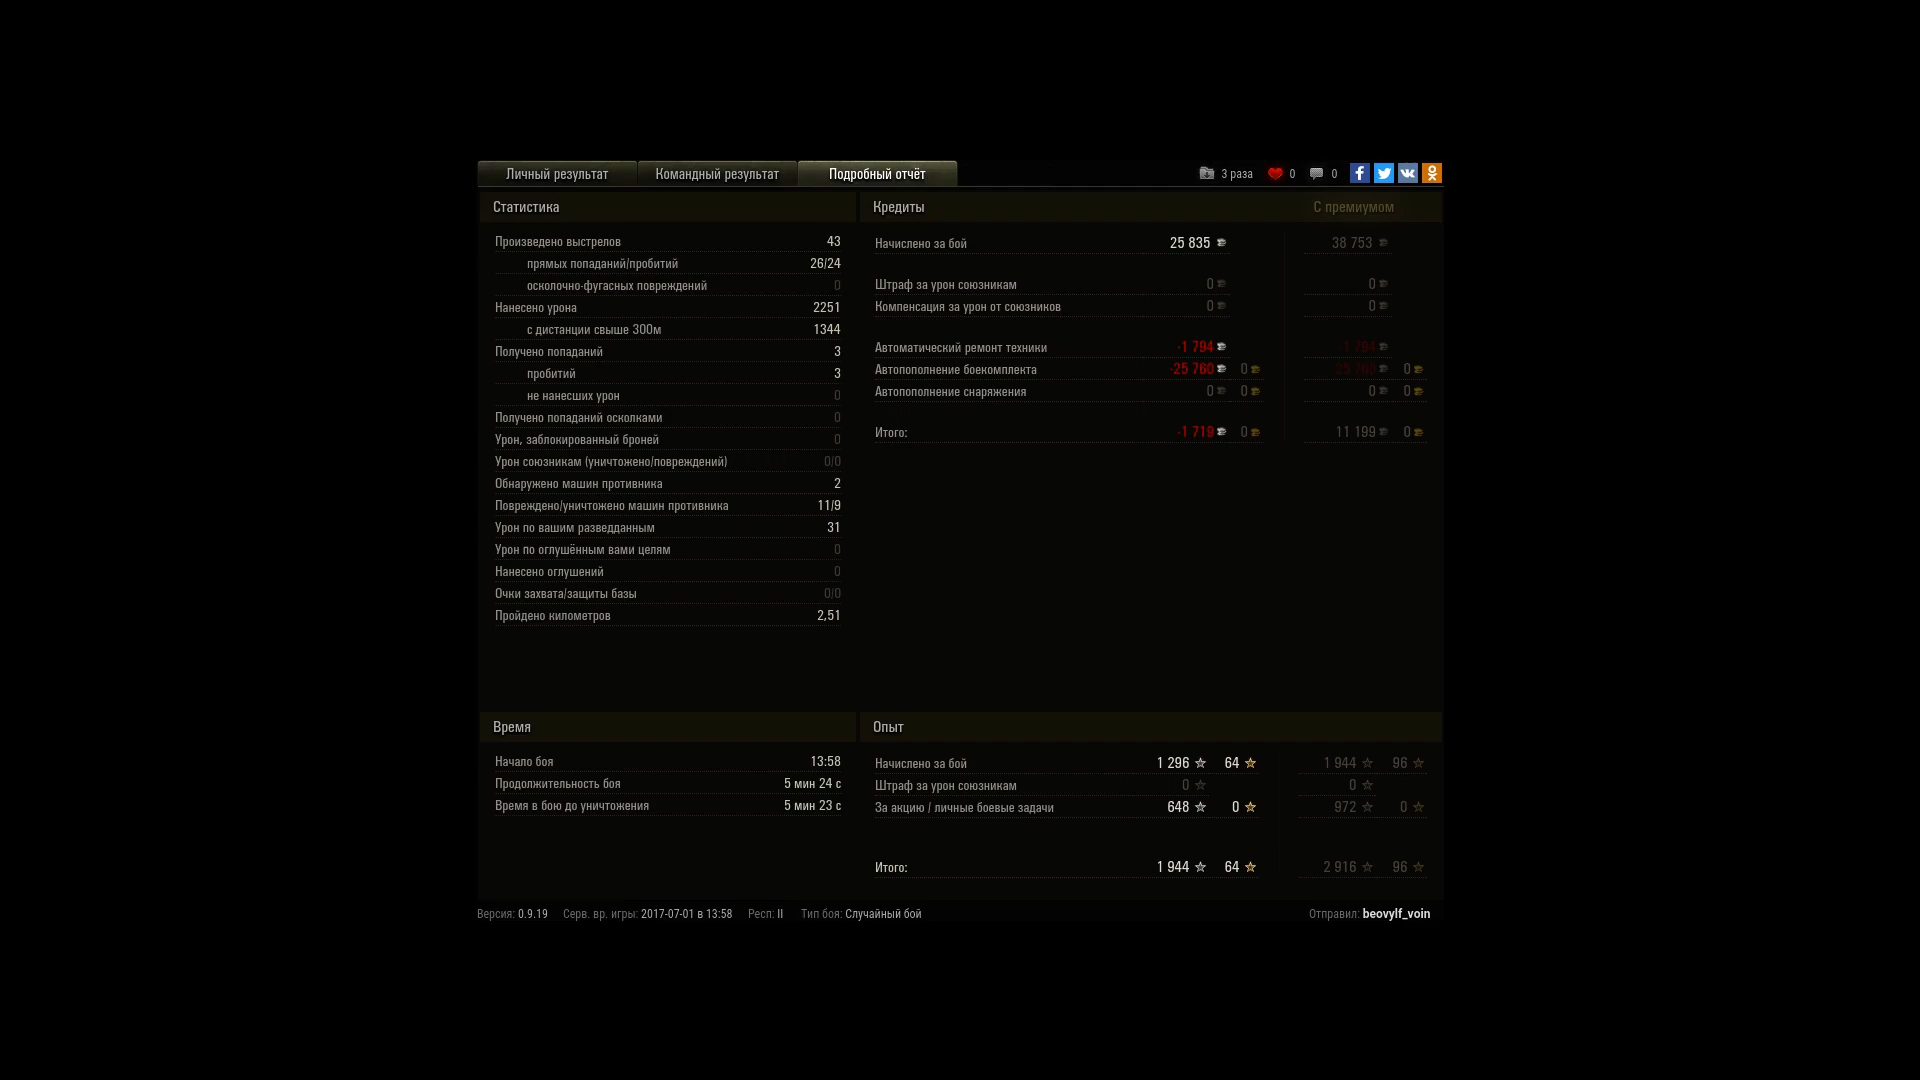 Личный результат Командный результат Подробный отчёт 3 раза 0 0
Статистика
Произведено выстрелов 43
прямых попаданий/пробитий 26/24
осколочно-фугасных повреждений 0
Нанесено урона 2251
с дистанции свыше 300м 1344
Получено попаданий 3
пробитий 3
не нанесших урон 0
Получено попаданий осколками 0
Урон, заблокированный броней 0
Урон союзникам (уничтожено/повреждений) 0/0
Обнаружено машин противника 2
Повреждено/уничтожено машин противника 11/9
Урон по вашим разведданным 31
Урон по оглушённым вами целям 0
Нанесено оглушений 0
Очки захвата/защиты базы 0/0
Пройдено километров 2,51
Кредиты С премиумом
Начислено за бой 25 835 38 753
Штраф за урон союзникам 0 0
Компенсация за урон от союзников 0 0
Автоматический ремонт техники -1 794 -1 794
Автопополнение боекомплекта -25 760 0 -25 760 0
Автопополнение снаряжения 0 0 0 0
Итого: -1 719 0 11 199 0
Время
Начало боя 13:58
Продолжительность боя 5 мин 24 с
Время в бою до уничтожения 5 мин 23 с
Опыт
Начислено за бой 1 296 64 1 944 96
Штраф за урон союзникам 0 0
За акцию / личные боевые задачи 648 0 972 0
Итого: 1 944 64 2 916 96
Версия: 0.9.19 Серв. вр. игры: 2017-07-01 в 13:58 Респ: II Тип боя: Случайный бой Отправил: beovylf_voin